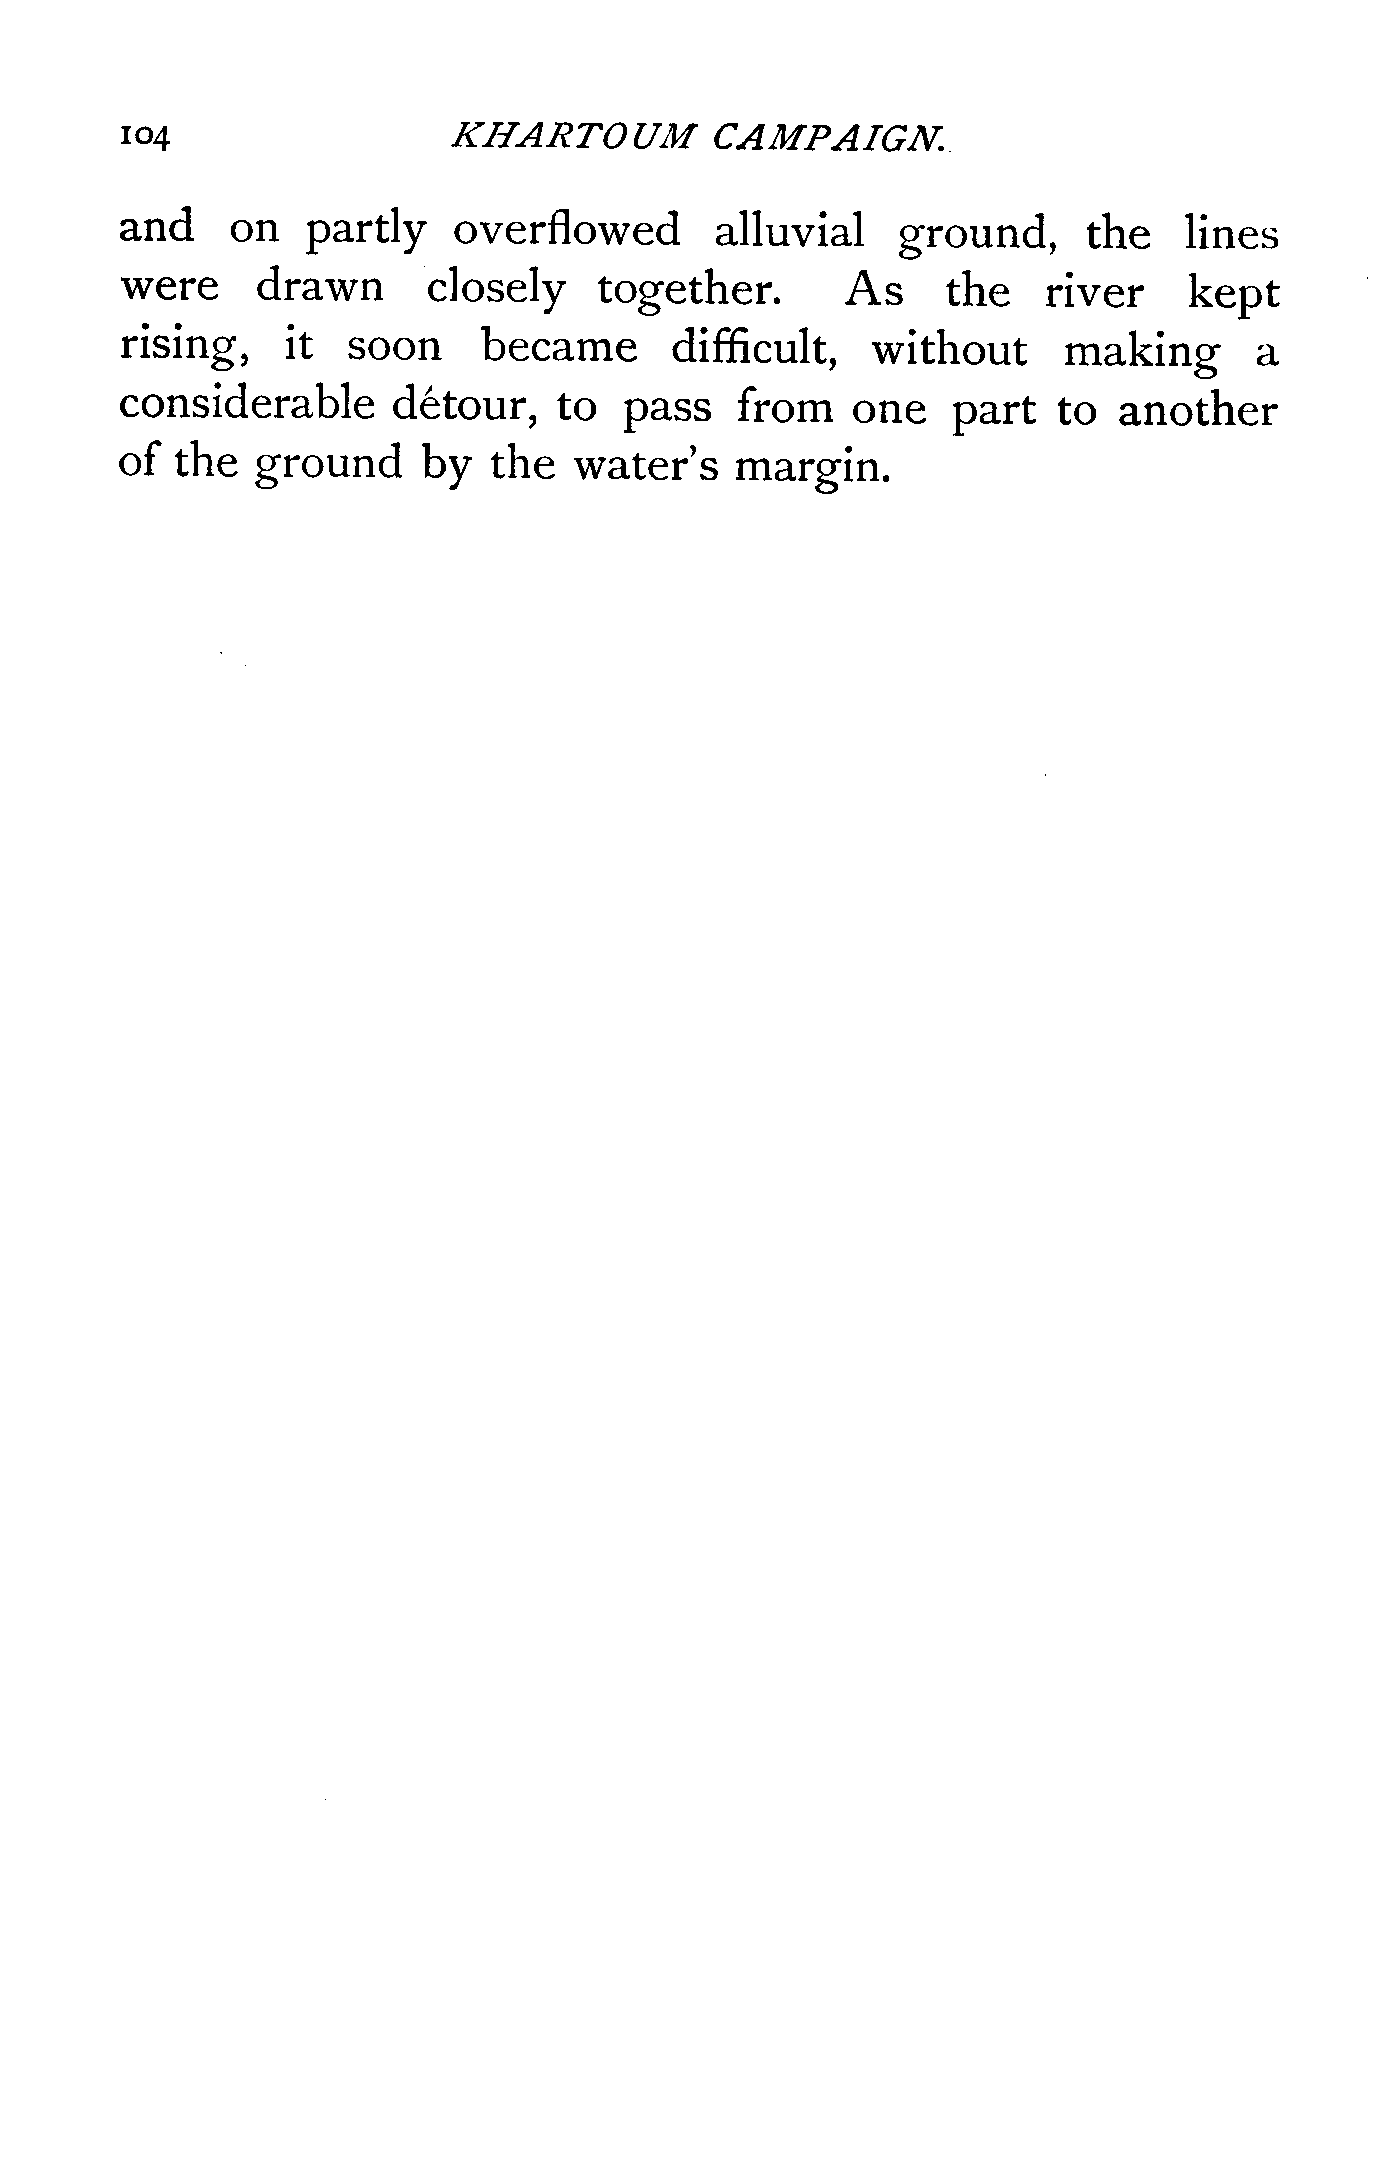 104 KHARTOUM CAMPAIGN.
and on partly overflowed alluvial ground, the lines
were drawn closely together. As the river kept
rising, it soon became difficult, without making a
considerable détour, to pass from one part to another
of the ground by the water's margin.